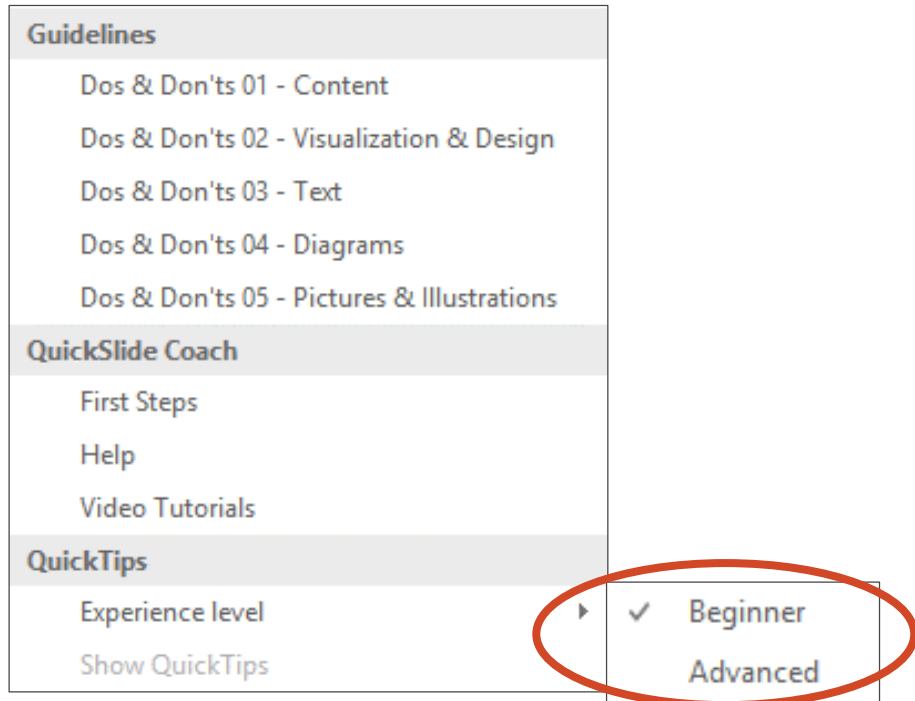 Guidelines
Dos & Don'ts 01 - Content
Dos & Don'ts 02 - Visualization & Design
Dos & Don'ts 03 - Text
Dos & Don'ts 04 - Diagrams
Dos & Don'ts 05 - Pictures & Illustrations
QuickSlide Coach
First Steps
Help
Video Tutorials
QuickTips
Experience level
Beginner
Show QuickTips
Advanced